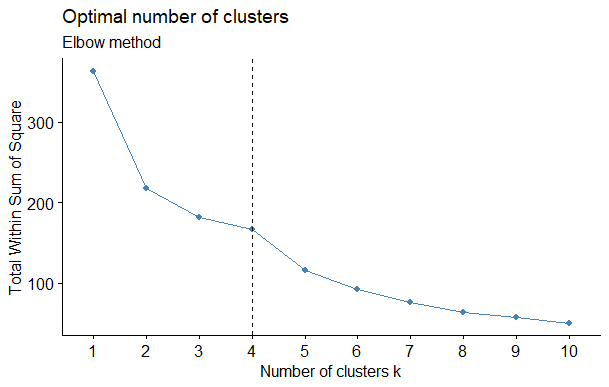 Optimal number of clusters
Elbow method
Total Within Sum of Square
300
200
100
1 2 3 4 5 6 7 8 9 10
Number of clusters k